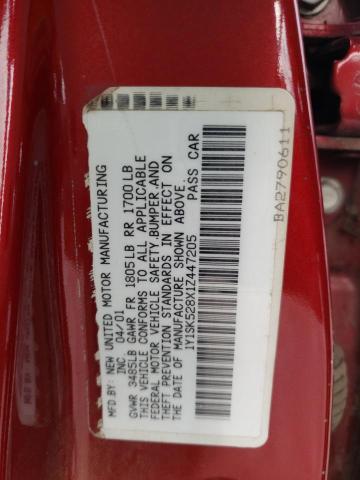 MFD.BY: NEW UNITED MOTOR MANUFACTURING
INC. 04/01
GVWR 3485LB GAWR FR 1805LB RR 1700LB
THIS VEHICLE CONFORMS TO ALL APPLICABLE
FEDERAL MOTOR VEHICLE SAFETY,BUMPER,AND
THEFT PREVENTION STANDARDS IN EFFECT ON
THE DATE OF MANUFACTURE SHOWN ABOVE.
1Y1SK528X1Z447205 PASS CAR
BA2790611